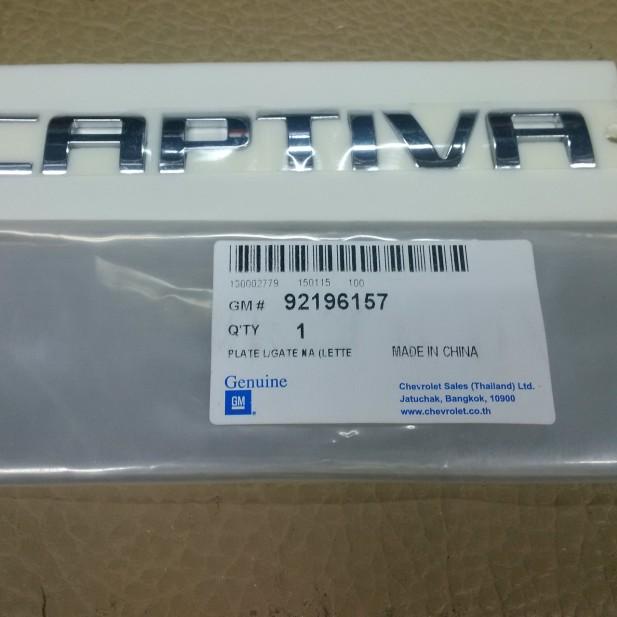 CAPTIVA
130002779 150115 100
GM # 92196157
Q'TY 1
PLATE L/GATE NA (LETTE MADE IN CHINA
Genuine
GM
Chevrolet Sales (Thailand) Ltd.
Jatuchak, Bangkok, 10900
www.chevrolet.co.th